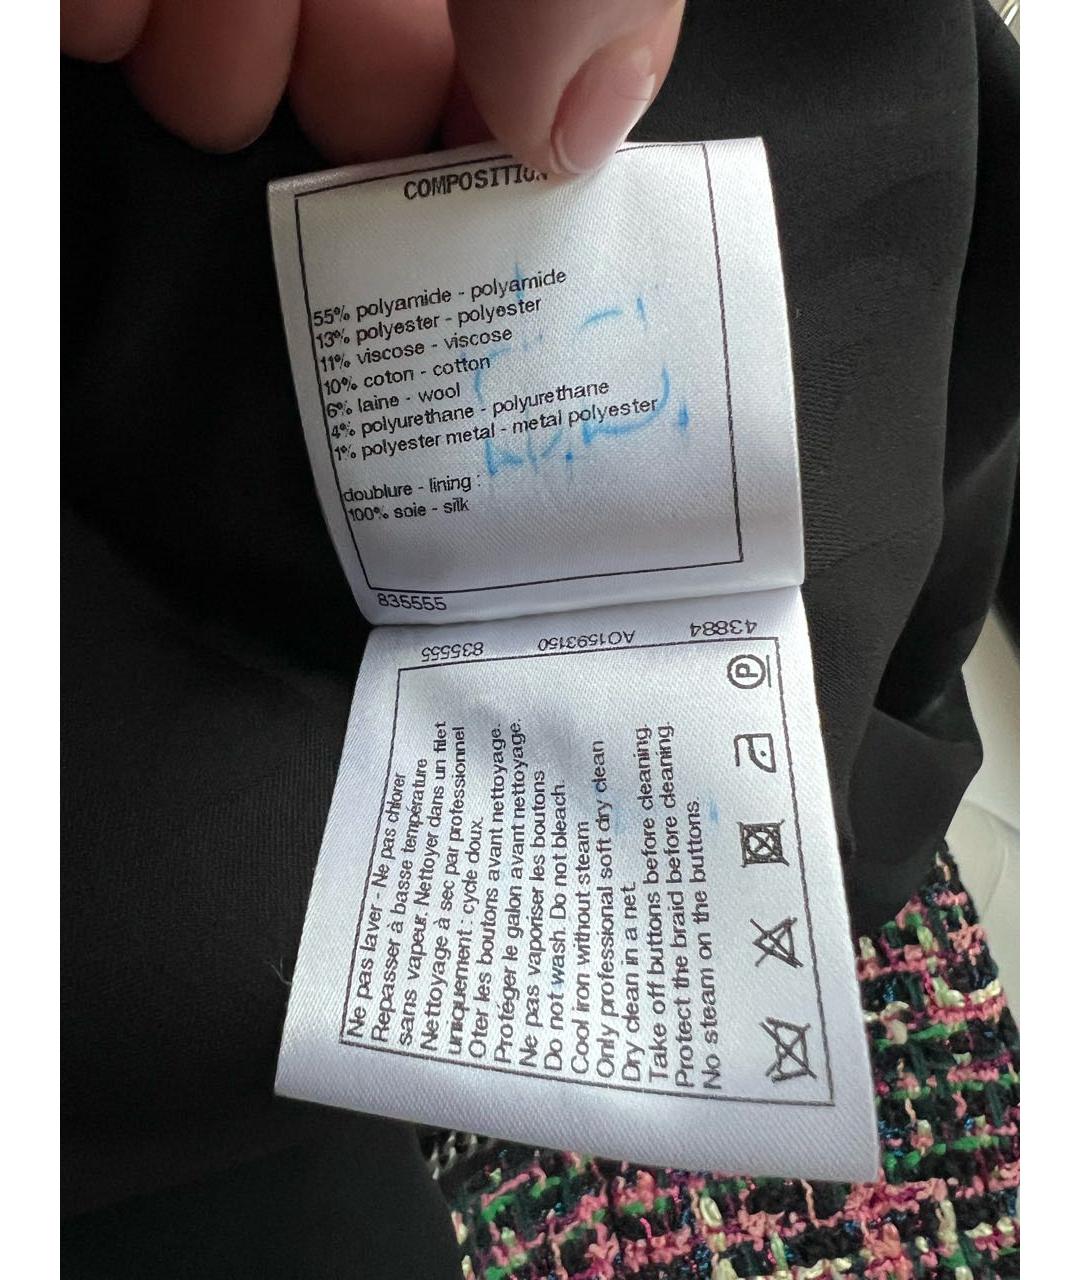 COMPOSITION
55% polyamide - polyamide
13% polyester - polyester
11% viscose - viscose
10% coton - cotton
6% laine - wool
4% polyurethane - polyurethane
1% polyester metal - metal polyester
doublure - lining :
100% soie - silk
835555
835555 AO1593150 43884
Ne pas laver - Ne pas chlorer
Repasser à basse température
sans vapeur. Nettoyer dans un filet
Nettoyage à sec par professionnel
uniquement : cycle doux.
Oter les boutons avant nettoyage.
Protéger le galon avant nettoyage.
Ne pas vaporiser les boutons
Do not wash. Do not bleach.
Cool iron without steam
Only professional soft dry clean
Dry clean in a net.
Take off buttons before cleaning.
Protect the braid before cleaning.
No steam on the buttons.
P